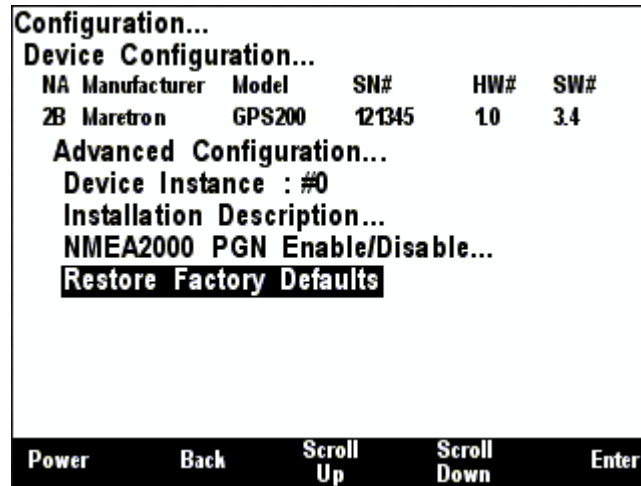 Configuration...
Device Configuration...
NA Manufacturer Model SN# HW# SW#
2B Maretron GPS200 121345 1.0 3.4
Advanced Configuration...
Device Instance : #0
Installation Description...
NMEA2000 PGN Enable/Disable...
Restore Factory Defaults
Power Back Scroll Up Scroll Down Enter